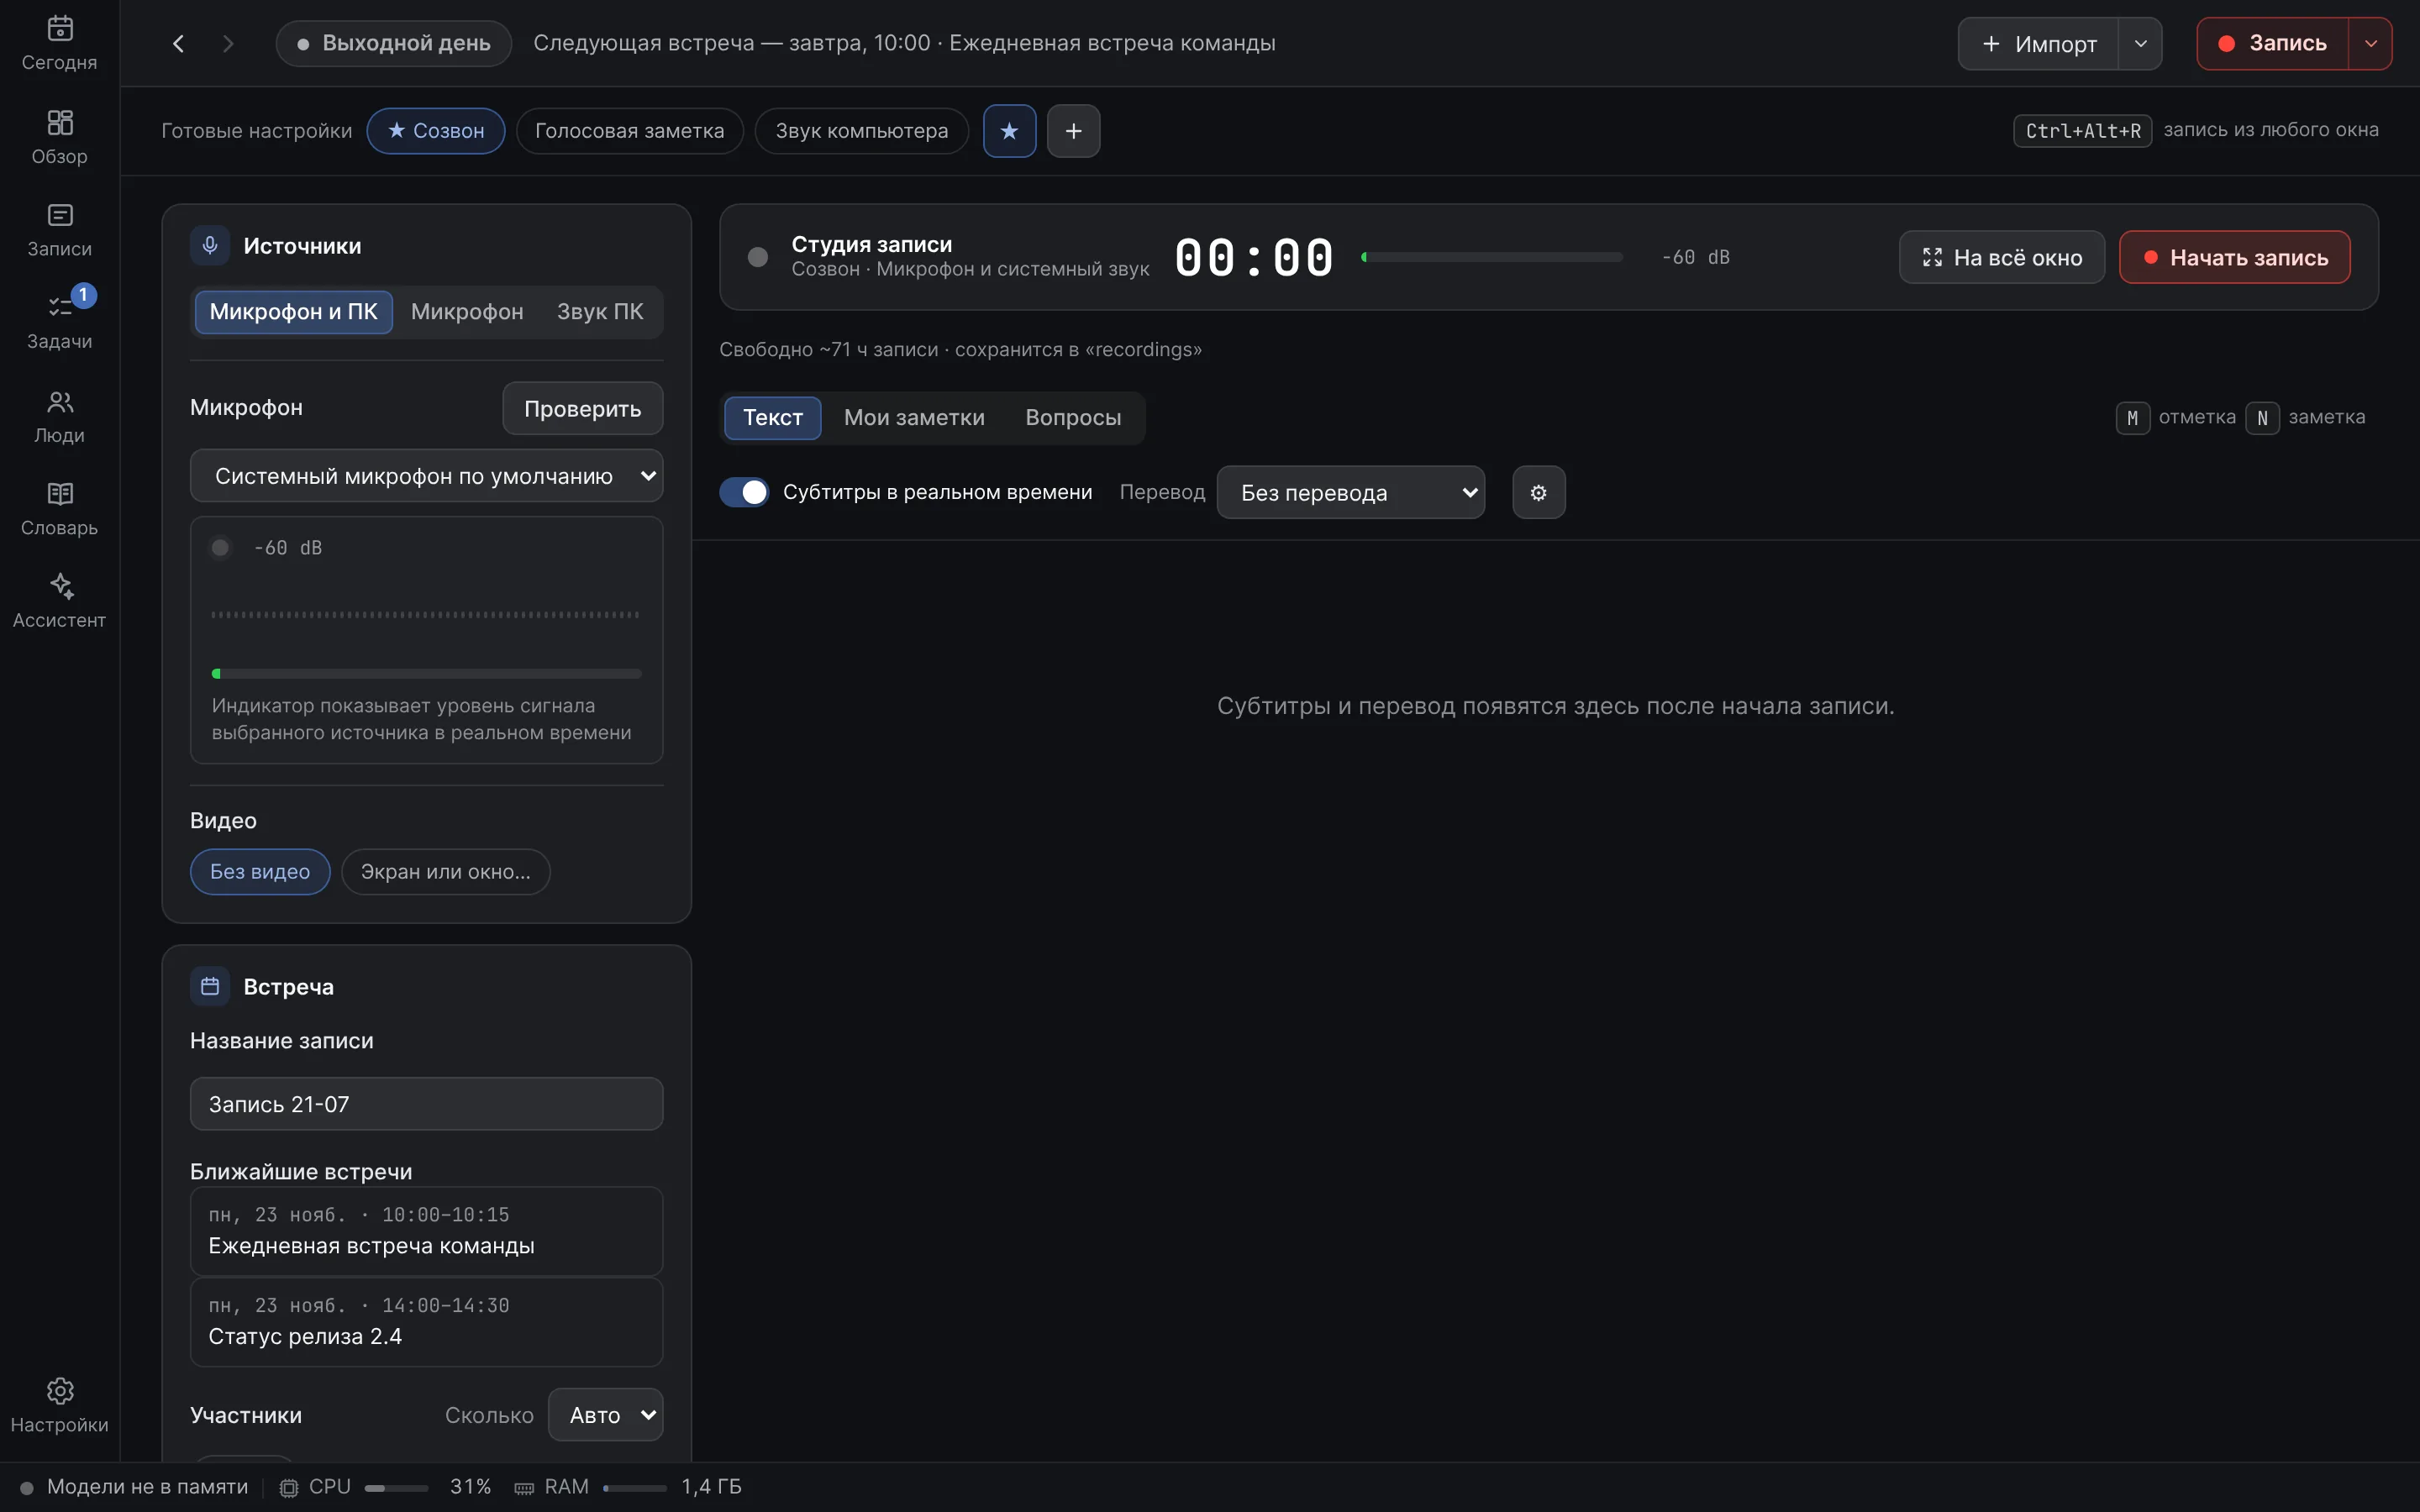 Сегодня
Обзор
Записи
1
Задачи
Люди
Словарь
Ассистент
Настройки
Выходной день
Следующая встреча — завтра, 10:00 · Ежедневная встреча команды
+ Импорт
Запись
Готовые настройки
★ Созвон
Голосовая заметка
Звук компьютера
★
+
Ctrl+Alt+R запись из любого окна
Источники
Микрофон и ПК
Микрофон
Звук ПК
Микрофон
Проверить
Системный микрофон по умолчанию
-60 dB
Индикатор показывает уровень сигнала
выбранного источника в реальном времени
Видео
Без видео
Экран или окно...
Встреча
Название записи
Запись 21-07
Ближайшие встречи
пн, 23 нояб. · 10:00–10:15
Ежедневная встреча команды
пн, 23 нояб. · 14:00–14:30
Статус релиза 2.4
Участники
Сколько
Авто
Студия записи
Созвон · Микрофон и системный звук
00:00
-60 dB
На всё окно
Начать запись
Свободно ~71 ч записи · сохранится в «recordings»
Текст
Мои заметки
Вопросы
M отметка N заметка
Субтитры в реальном времени
Перевод
Без перевода
Субтитры и перевод появятся здесь после начала записи.
Модели не в памяти
CPU
31%
RAM
1,4 ГБ